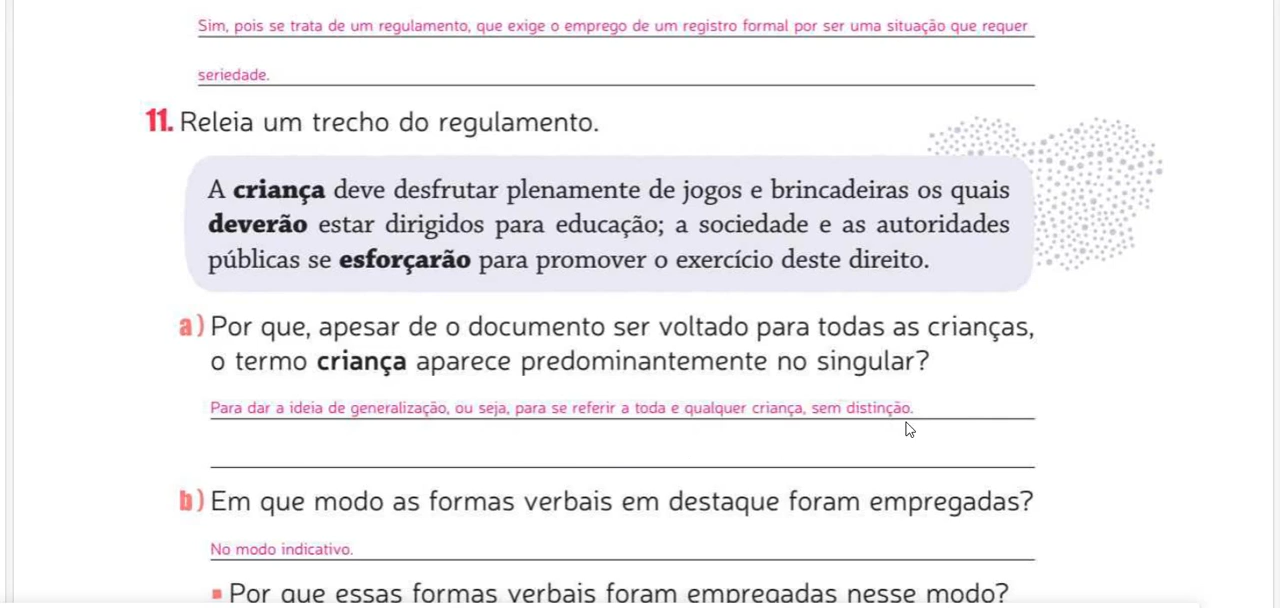 Sim, pois se trata de um regulamento, que exige o emprego de um registro formal por ser uma situação que requer
seriedade.
11. Releia um trecho do regulamento.
A criança deve desfrutar plenamente de jogos e brincadeiras os quais
deverão estar dirigidos para educação; a sociedade e as autoridades
públicas se esforçarão para promover o exercício deste direito.
a) Por que, apesar de o documento ser voltado para todas as crianças,
o termo criança aparece predominantemente no singular?
Para dar a ideia de generalização, ou seja, para se referir a toda e qualquer criança, sem distinção.
b) Em que modo as formas verbais em destaque foram empregadas?
No modo indicativo.
▪ Por que essas formas verbais foram empregadas nesse modo?